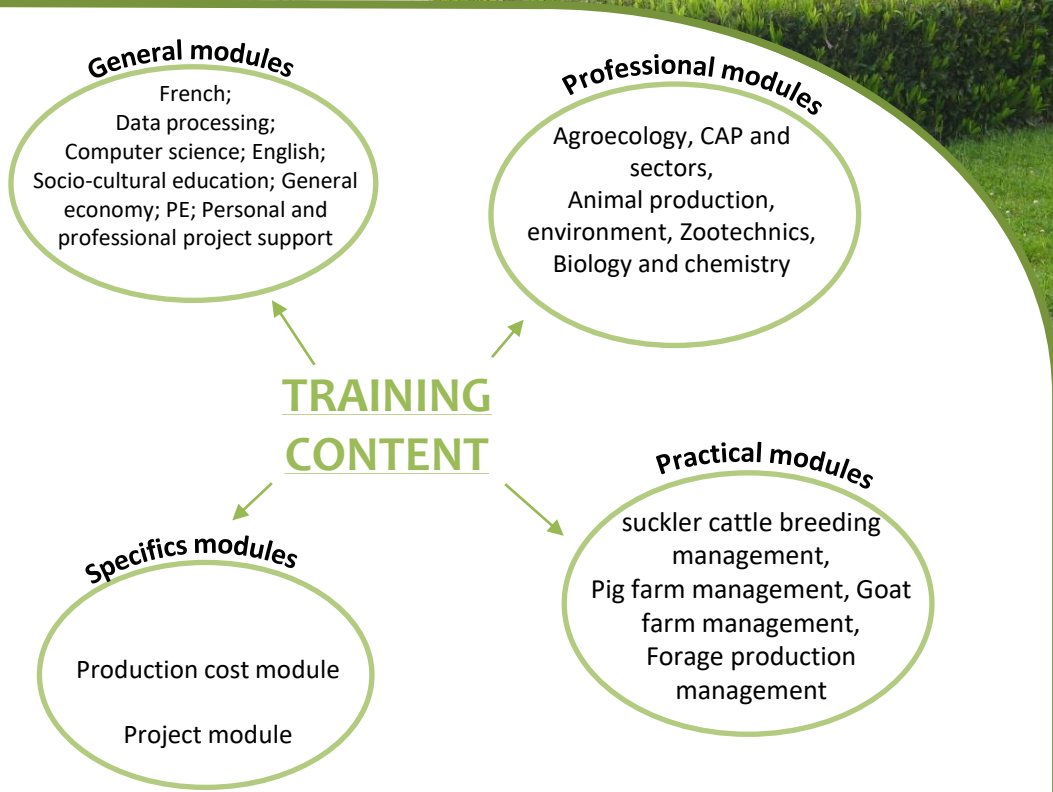 General modules
French;
Data processing;
Computer science; English;
Socio-cultural education; General
economy; PE; Personal and
professional project support
Professional modules
Agroecology, CAP and
sectors,
Animal production,
environment, Zootechnics,
Biology and chemistry
TRAINING
CONTENT
Specifics modules
Production cost module
Project module
Practical modules
suckler cattle breeding
management,
Pig farm management, Goat
farm management,
Forage production
management